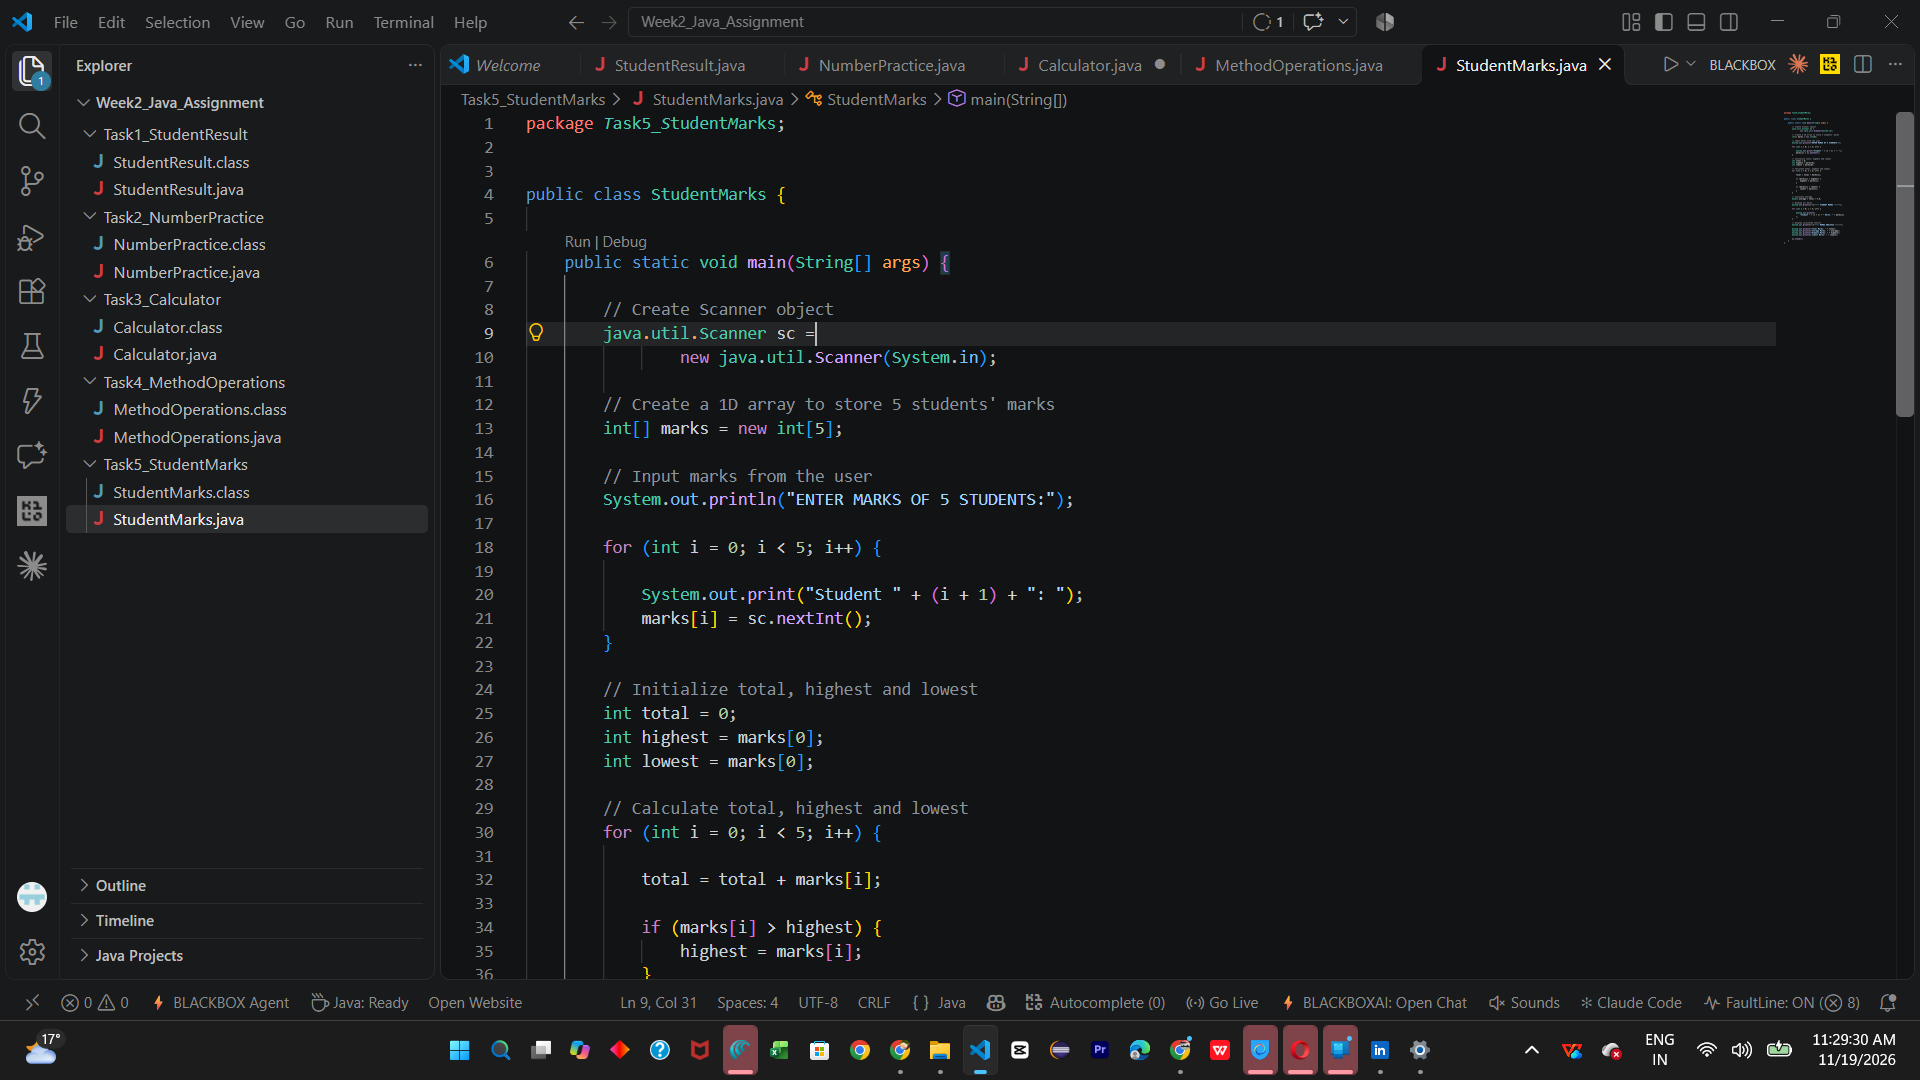 File Edit Selection View Go Run Terminal Help
Week2_Java_Assignment
1
Explorer
1
Week2_Java_Assignment
Task1_StudentResult
StudentResult.class
StudentResult.java
Task2_NumberPractice
NumberPractice.class
NumberPractice.java
Task3_Calculator
Calculator.class
Calculator.java
Task4_MethodOperations
MethodOperations.class
MethodOperations.java
Task5_StudentMarks
StudentMarks.class
StudentMarks.java
Outline
Timeline
Java Projects
Welcome StudentResult.java NumberPractice.java Calculator.java MethodOperations.java StudentMarks.java BLACKBOX
Task5_StudentMarks > StudentMarks.java > StudentMarks > main(String[])
1 package Task5_StudentMarks;
2
3
4 public class StudentMarks {
5
Run | Debug
6 public static void main(String[] args) {
7
8 // Create Scanner object
9 java.util.Scanner sc =
10 new java.util.Scanner(System.in);
11
12 // Create a 1D array to store 5 students' marks
13 int[] marks = new int[5];
14
15 // Input marks from the user
16 System.out.println("ENTER MARKS OF 5 STUDENTS:");
17
18 for (int i = 0; i < 5; i++) {
19
20 System.out.print("Student " + (i + 1) + ": ");
21 marks[i] = sc.nextInt();
22 }
23
24 // Initialize total, highest and lowest
25 int total = 0;
26 int highest = marks[0];
27 int lowest = marks[0];
28
29 // Calculate total, highest and lowest
30 for (int i = 0; i < 5; i++) {
31
32 total = total + marks[i];
33
34 if (marks[i] > highest) {
35 highest = marks[i];
36 }
0 0 BLACKBOX Agent Java: Ready Open Website Ln 9, Col 31 Spaces: 4 UTF-8 CRLF { } Java Autocomplete (0) Go Live BLACKBOXAI: Open Chat Sounds Claude Code FaultLine: ON ( 8)
17°
Pr
W
in
ENG
IN
11:29:30 AM
11/19/2026